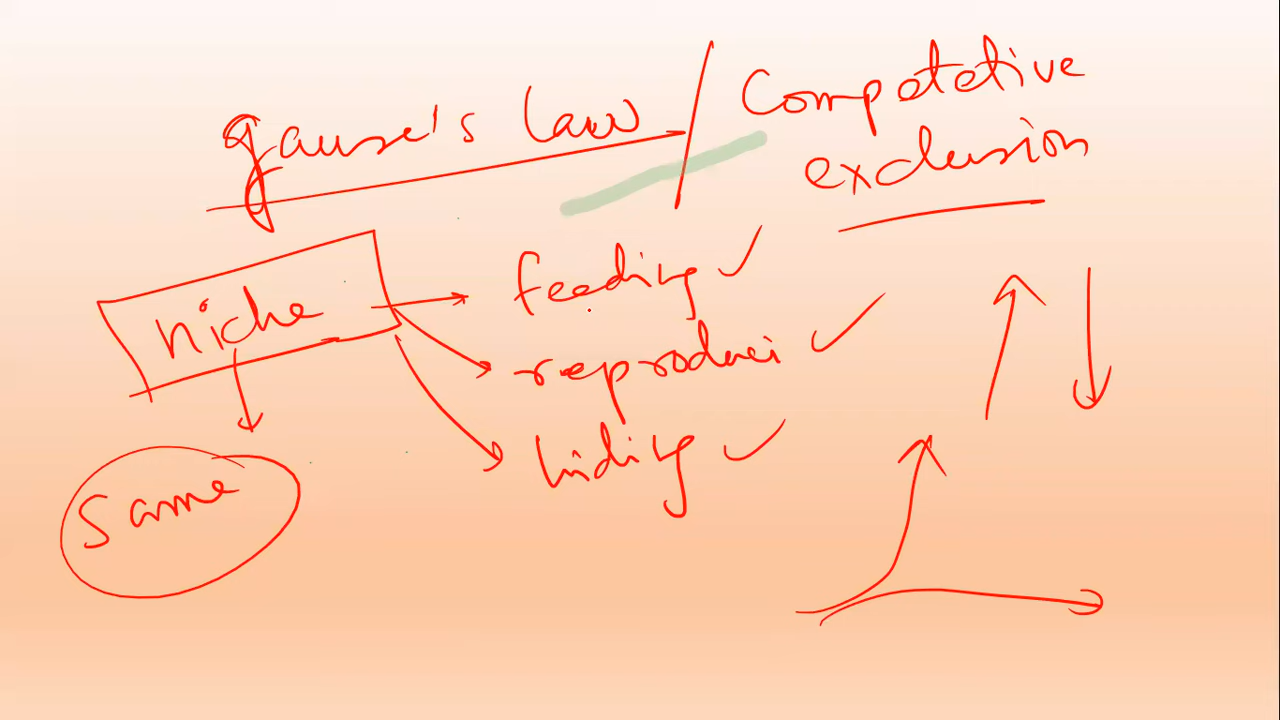 gause's law / Competetive
exclusion
niche
feeding ✓
reproduci ✓
hiding ✓
same